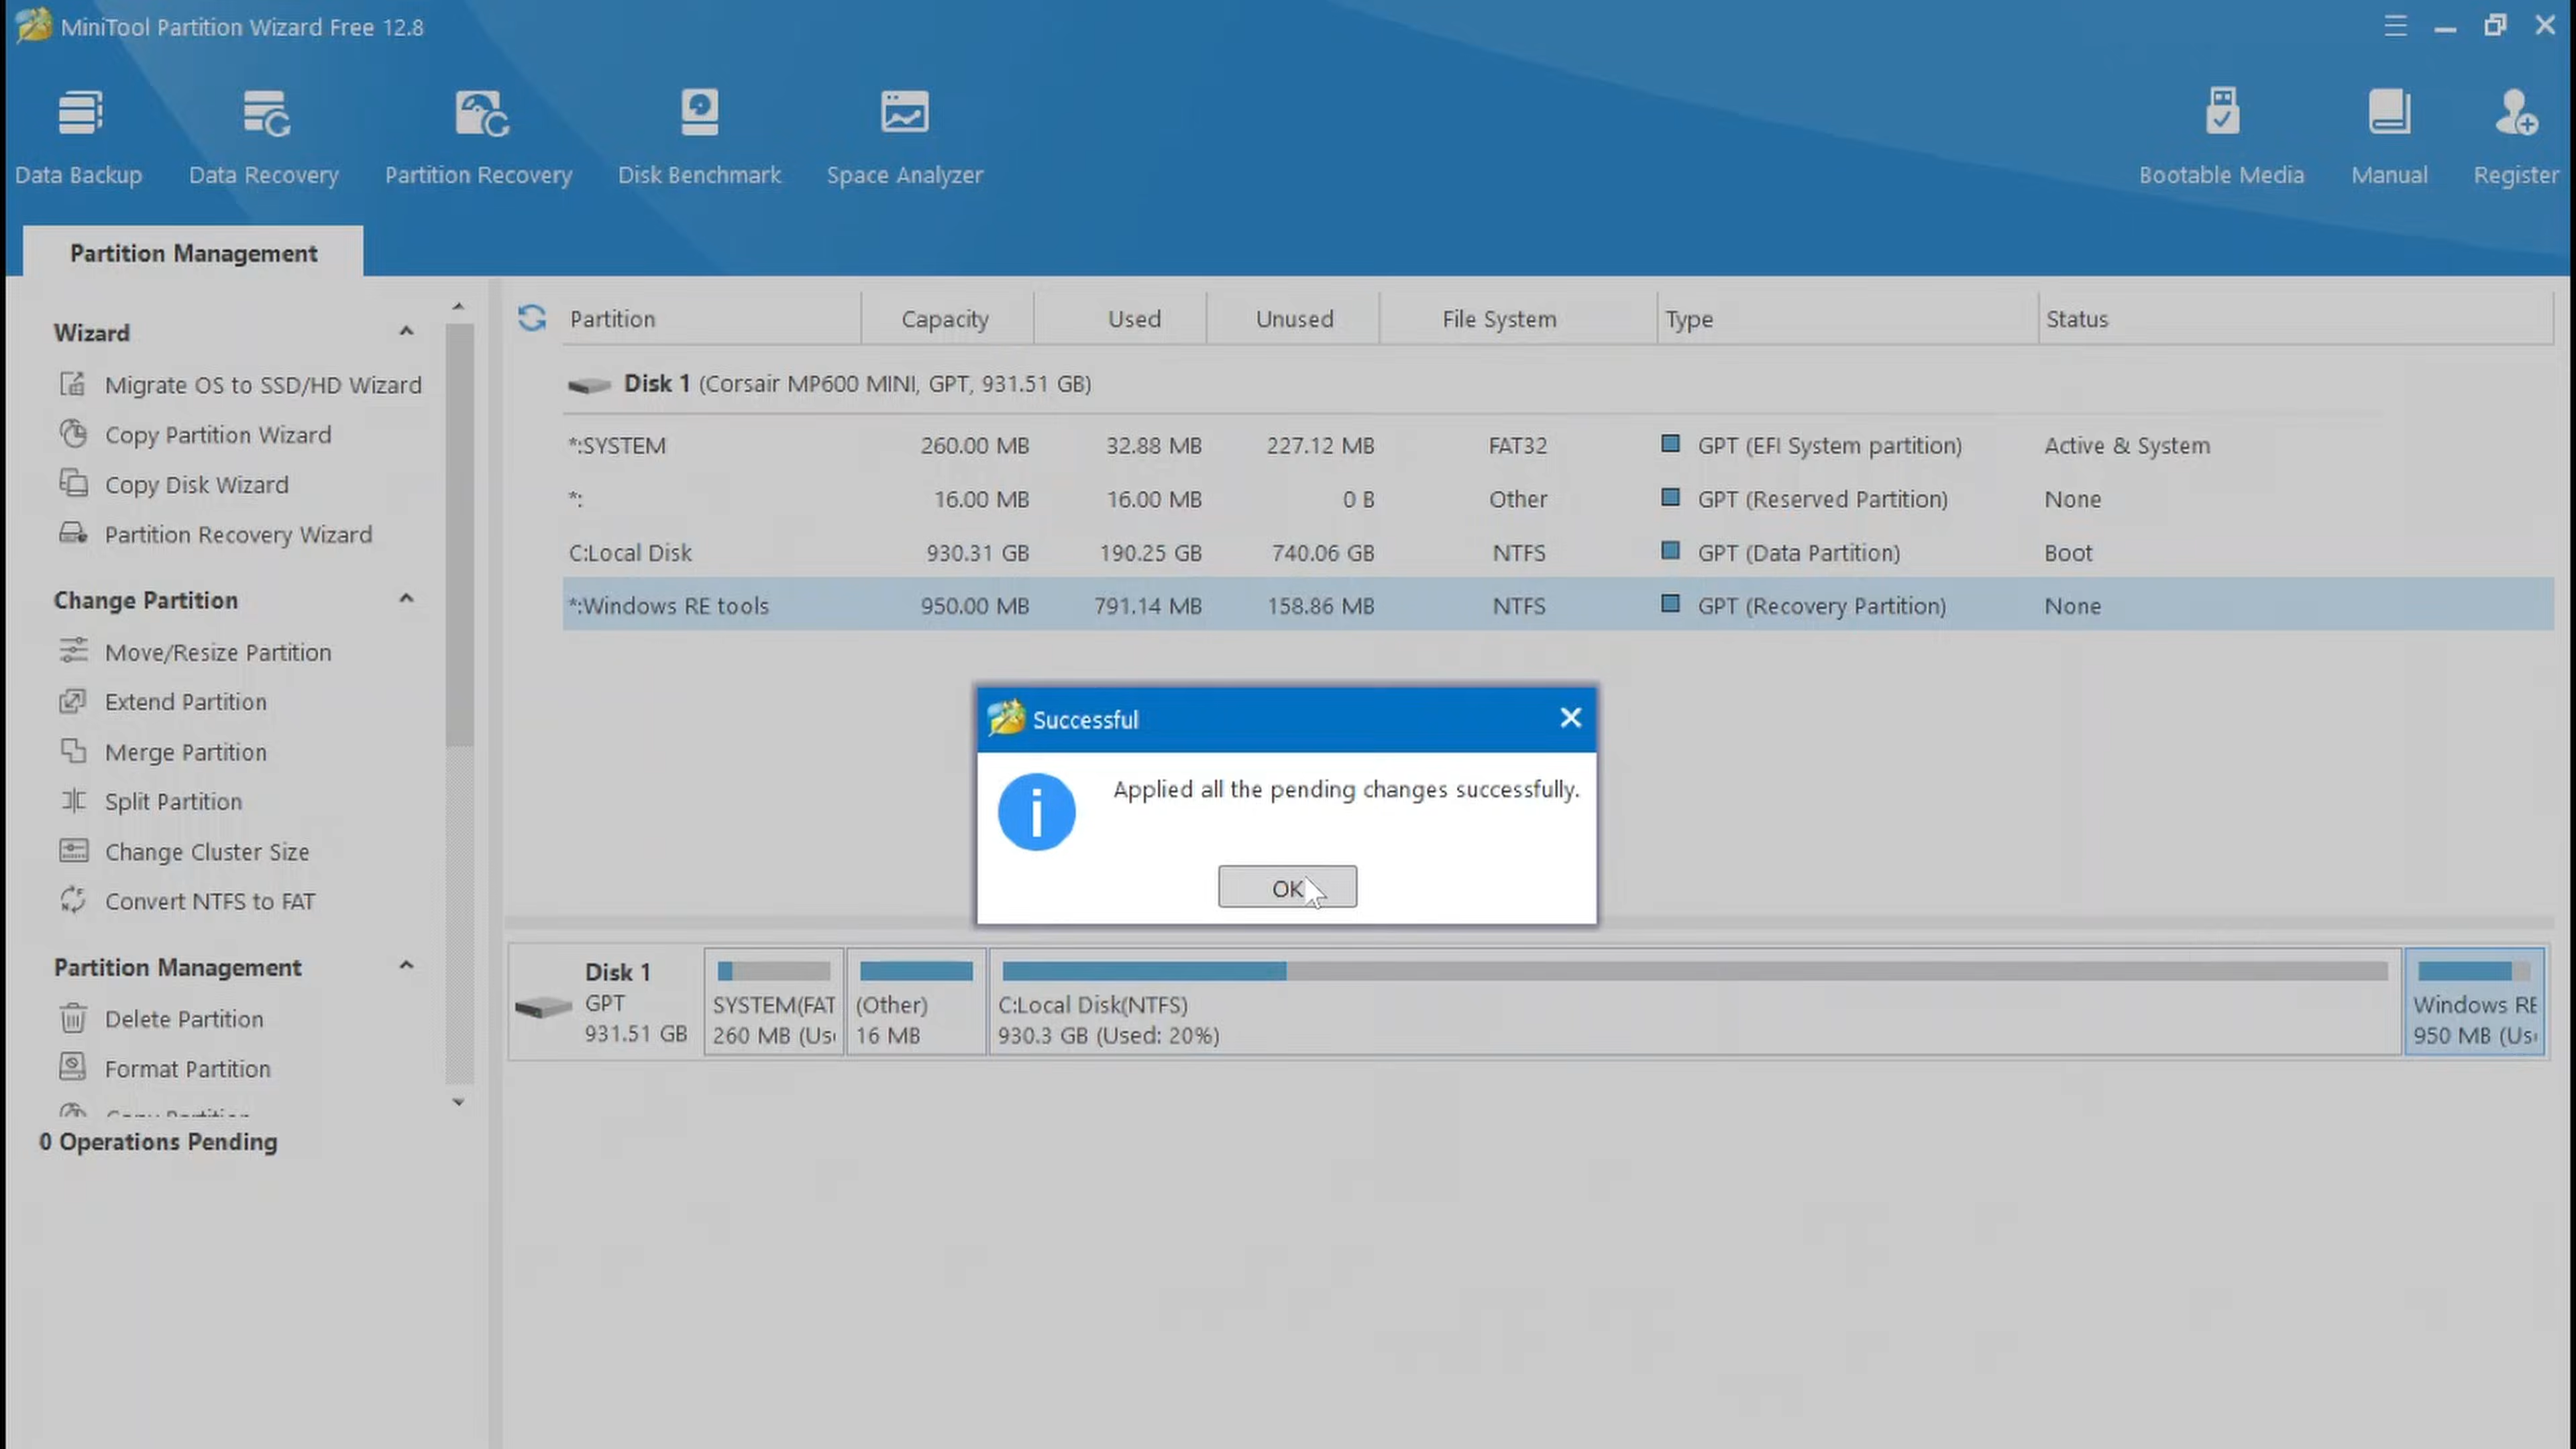 MiniTool Partition Wizard Free 12.8
Data Backup
Data Recovery
Partition Recovery
Disk Benchmark
Space Analyzer
Bootable Media
Manual
Register
Partition Management
Wizard
Migrate OS to SSD/HD Wizard
Copy Partition Wizard
Copy Disk Wizard
Partition Recovery Wizard
Change Partition
Move/Resize Partition
Extend Partition
Merge Partition
Split Partition
Change Cluster Size
Convert NTFS to FAT
Partition Management
Delete Partition
Format Partition
0 Operations Pending
Partition Capacity Used Unused File System Type Status
Disk 1 (Corsair MP600 MINI, GPT, 931.51 GB)
*:SYSTEM 260.00 MB 32.88 MB 227.12 MB FAT32 GPT (EFI System partition) Active & System
*: 16.00 MB 16.00 MB 0 B Other GPT (Reserved Partition) None
C:Local Disk 930.31 GB 190.25 GB 740.06 GB NTFS GPT (Data Partition) Boot
*:Windows RE tools 950.00 MB 791.14 MB 158.86 MB NTFS GPT (Recovery Partition) None
Successful
Applied all the pending changes successfully.
OK
Disk 1
GPT
931.51 GB
SYSTEM(FAT
260 MB (Us
(Other)
16 MB
C:Local Disk(NTFS)
930.3 GB (Used: 20%)
Windows RE
950 MB (Us